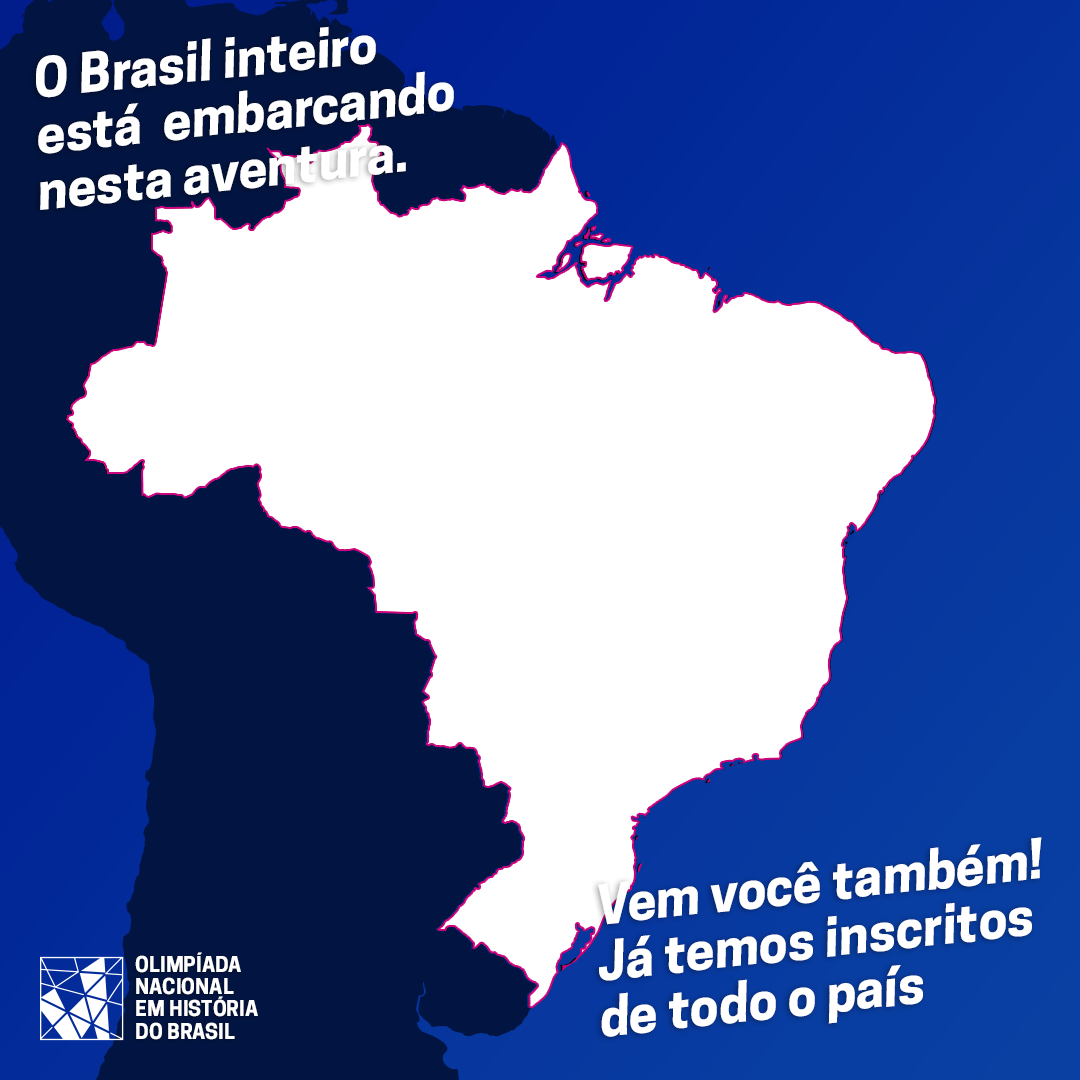 O Brasil inteiro
está embarcando
nesta aventura.
Vem você também!
Já temos inscritos
de todo o país
OLIMPÍADA
NACIONAL
EM HISTÓRIA
DO BRASIL